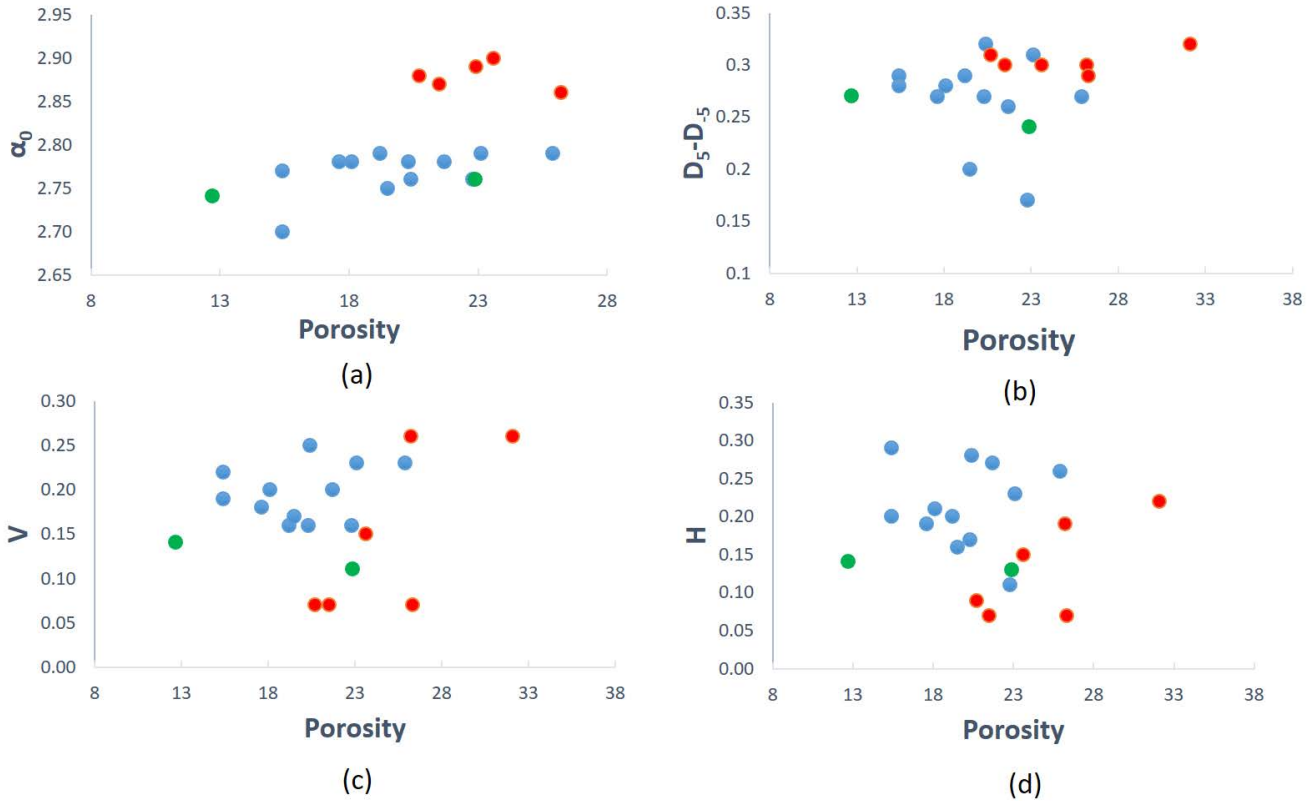 2.95
2.90
2.85
2.80
2.75
2.70
2.65
α0
8 13 18 23 28
Porosity
(a)
0.35
0.3
0.25
0.2
0.15
0.1
D5-D-5
8 13 18 23 28 33 38
Porosity
(b)
0.30
0.25
0.20
0.15
0.10
0.05
0.00
V
8 13 18 23 28 33 38
Porosity
(c)
0.35
0.30
0.25
0.20
0.15
0.10
0.05
0.00
H
8 13 18 23 28 33 38
Porosity
(d)